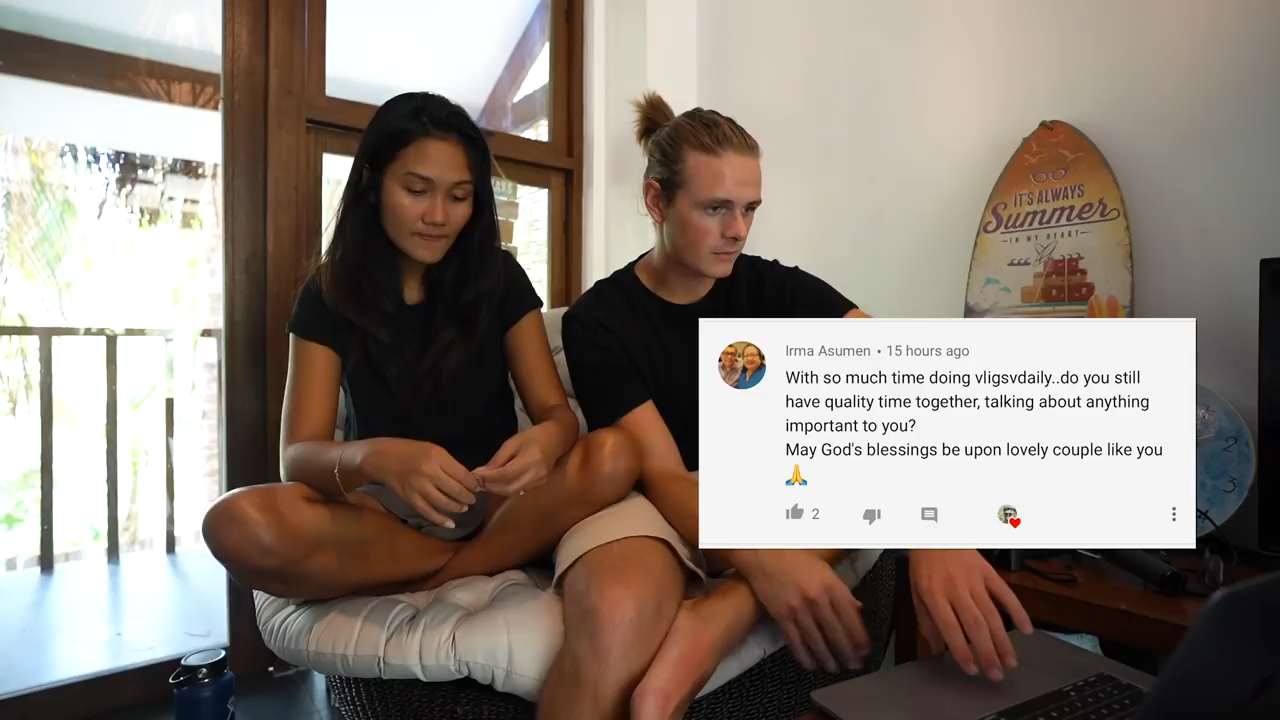 IT'S ALWAYS
Summer
IN MY HEART
Irma Asumen • 15 hours ago
With so much time doing vligsvdaily..do you still
have quality time together, talking about anything
important to you?
May God's blessings be upon lovely couple like you
🙏
2
2
3